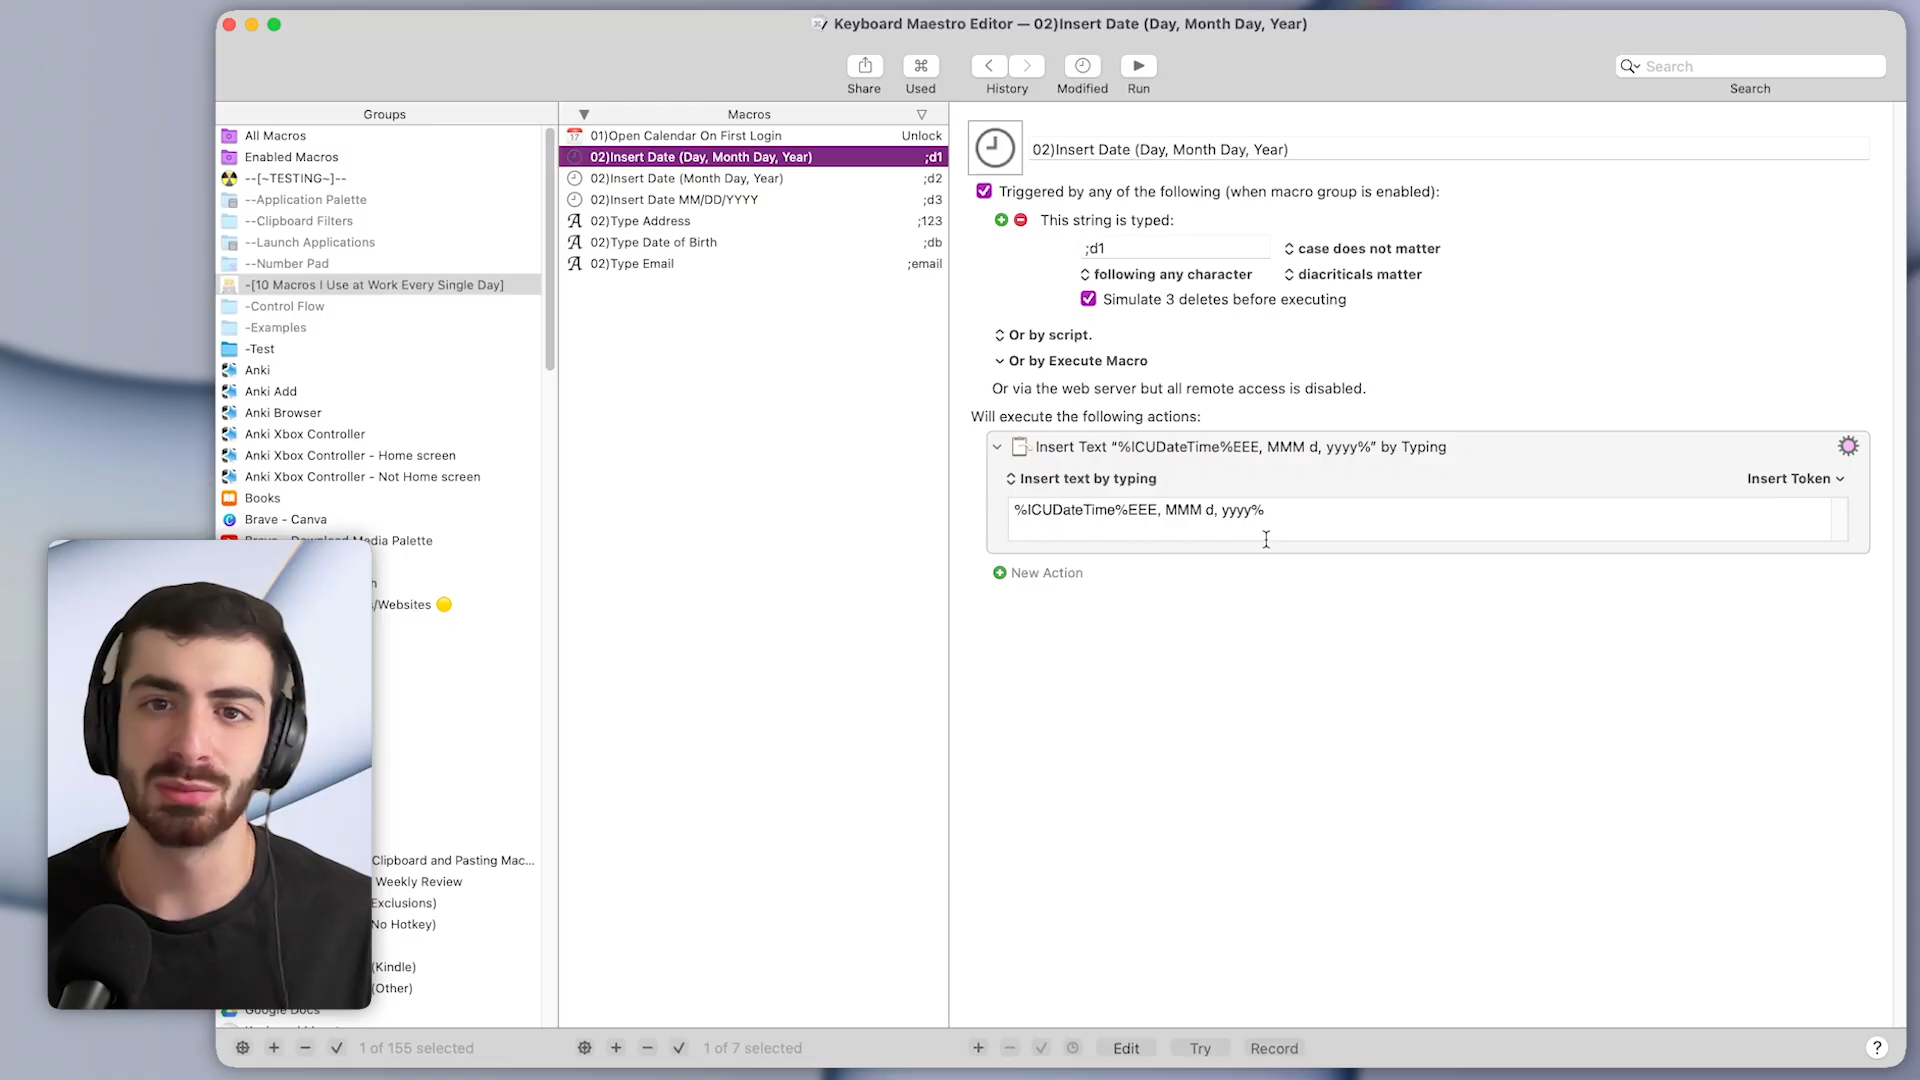 Keyboard Maestro Editor — 02)Insert Date (Day, Month Day, Year)
Share
Used
History
Modified
Run
Search
Search
Groups
All Macros
Enabled Macros
--[~TESTING~]--
--Application Palette
--Clipboard Filters
--Launch Applications
--Number Pad
-[10 Macros I Use at Work Every Single Day]
-Control Flow
-Examples
-Test
Anki
Anki Add
Anki Browser
Anki Xbox Controller
Anki Xbox Controller - Home screen
Anki Xbox Controller - Not Home screen
Books
Brave - Canva
Brave - Download Media Palette
/Websites
Clipboard and Pasting Mac...
Weekly Review
Exclusions)
No Hotkey)
(Kindle)
(Other)
Google Docs
1 of 155 selected
Macros
01)Open Calendar On First Login Unlock
02)Insert Date (Day, Month Day, Year) ;d1
02)Insert Date (Month Day, Year) ;d2
02)Insert Date MM/DD/YYYY ;d3
02)Type Address ;123
02)Type Date of Birth ;db
02)Type Email ;email
1 of 7 selected
02)Insert Date (Day, Month Day, Year)
Triggered by any of the following (when macro group is enabled):
This string is typed:
;d1 case does not matter
following any character diacriticals matter
Simulate 3 deletes before executing
Or by script.
Or by Execute Macro
Or via the web server but all remote access is disabled.
Will execute the following actions:
Insert Text “%ICUDateTime%EEE, MMM d, yyyy%” by Typing
Insert text by typing Insert Token
%ICUDateTime%EEE, MMM d, yyyy%
New Action
Edit
Try
Record
?